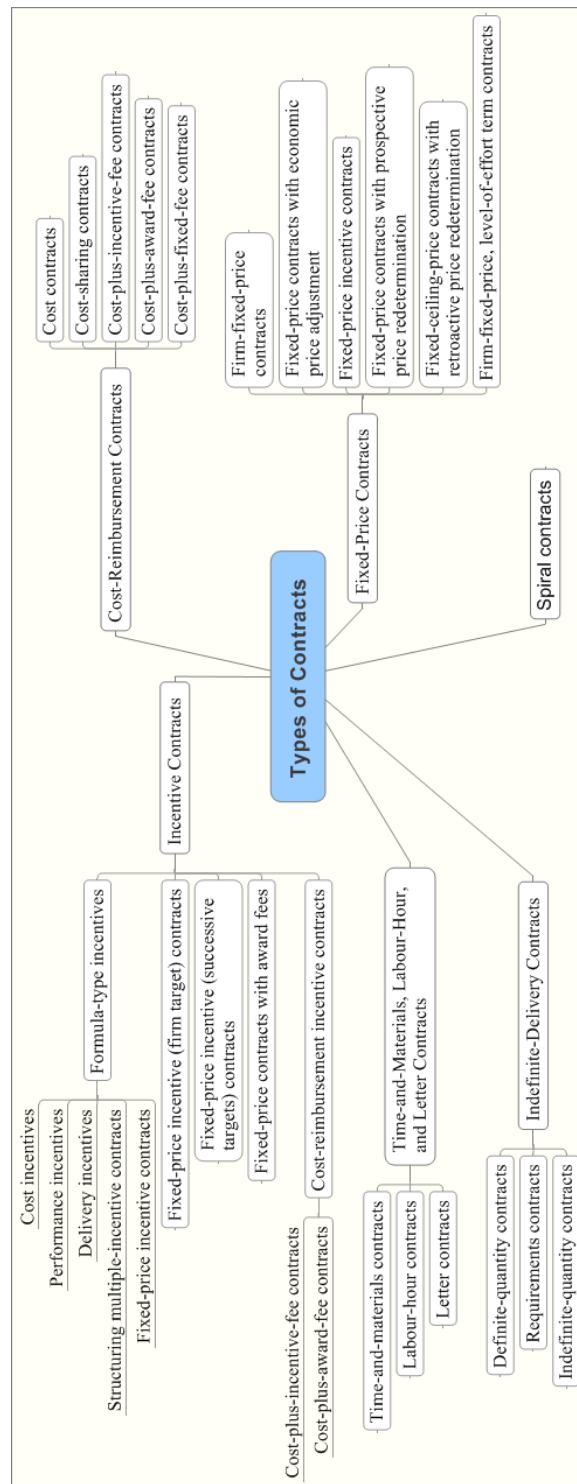 Types of Contracts
Cost-Reimbursement Contracts
Cost contracts
Cost-sharing contracts
Cost-plus-incentive-fee contracts
Cost-plus-award-fee contracts
Cost-plus-fixed-fee contracts
Fixed-Price Contracts
Firm-fixed-price
contracts
Fixed-price contracts with economic
price adjustment
Fixed-price incentive contracts
Fixed-price contracts with prospective
price redetermination
Fixed-ceiling-price contracts with
retroactive price redetermination
Firm-fixed-price, level-of-effort term contracts
Spiral contracts
Incentive Contracts
Formula-type incentives
Cost incentives
Performance incentives
Delivery incentives
Structuring multiple-incentive contracts
Fixed-price incentive contracts
Fixed-price incentive (firm target) contracts
Fixed-price incentive (successive
targets) contracts
Fixed-price contracts with award fees
Cost-reimbursement incentive contracts
Cost-plus-incentive-fee contracts
Cost-plus-award-fee contracts
Time-and-Materials, Labour-Hour,
and Letter Contracts
Time-and-materials contracts
Labour-hour contracts
Letter contracts
Indefinite-Delivery Contracts
Definite-quantity contracts
Requirements contracts
Indefinite-quantity contracts